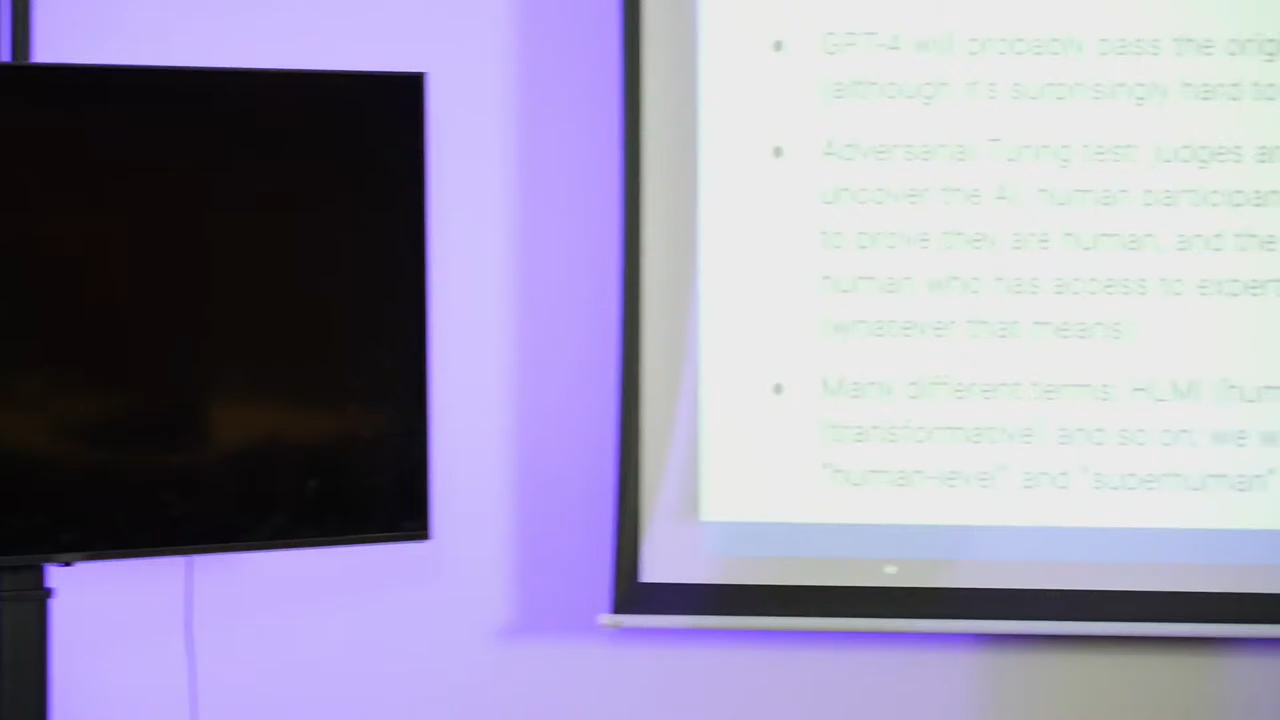 • GPT-4 will probably pass the orig
(although it's surprisingly hard to
• Adversarial Turing test: judges a
uncover the AI, human participan
to prove they are human, and the
human who has access to expert
(whatever that means)
• Many different terms: HLMI (hum
(transformative) and so on; we w
"human-level" and "superhuman"